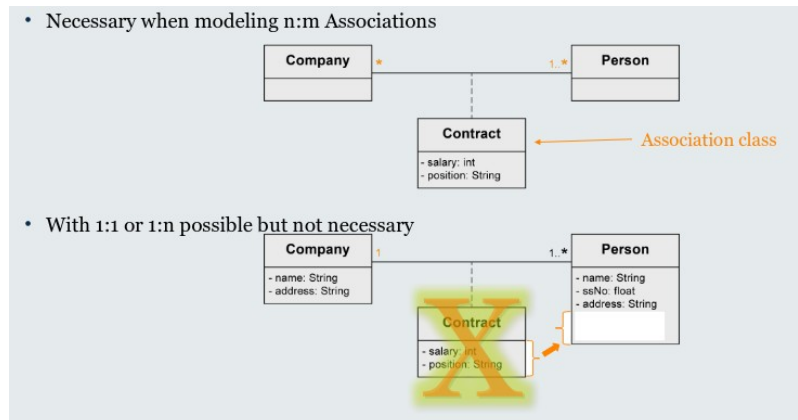 • Necessary when modeling n:m Associations
Company
*
1..*
Person
Contract
- salary: int
- position: String
Association class
• With 1:1 or 1:n possible but not necessary
Company
- name: String
- address: String
1
1..*
Person
- name: String
- ssNo: float
- address: String
Contract
- salary: int
- position: String
X